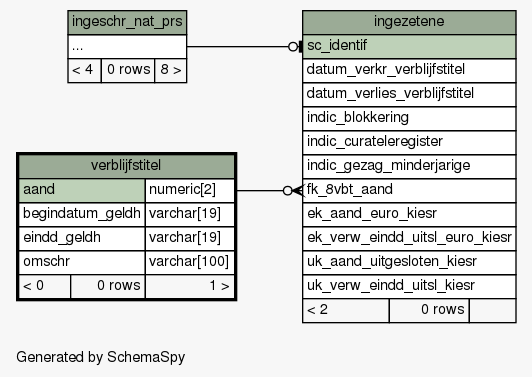 ingeschr_nat_prs
...
< 4 0 rows 8 >
ingezetene
sc_identif
datum_verkr_verblijfstitel
datum_verlies_verblijfstitel
indic_blokkering
indic_curateleregister
indic_gezag_minderjarige
fk_8vbt_aand
ek_aand_euro_kiesr
ek_verw_eindd_uitsl_euro_kiesr
uk_aand_uitgesloten_kiesr
uk_verw_eindd_uitsl_kiesr
< 2 0 rows
verblijfstitel
aand numeric[2]
begindatum_geldh varchar[19]
eindd_geldh varchar[19]
omschr varchar[100]
< 0 0 rows 1 >
Generated by SchemaSpy